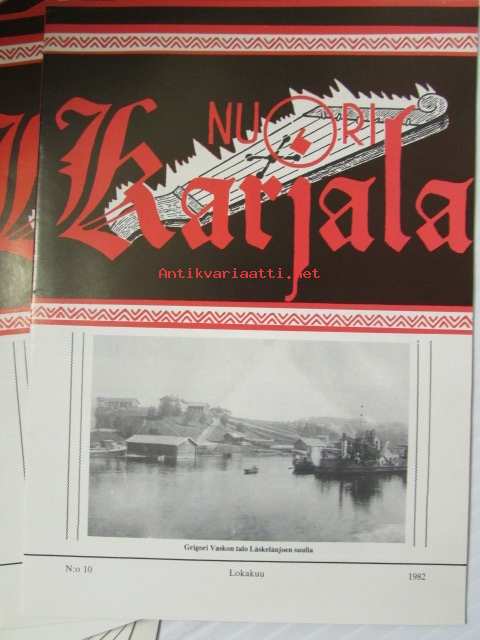 NUORI
Karjala
Antikvariaatti.net
Grigori Vaskon talo Läskelänjoen suulla
N:o 10 Lokakuu 1982